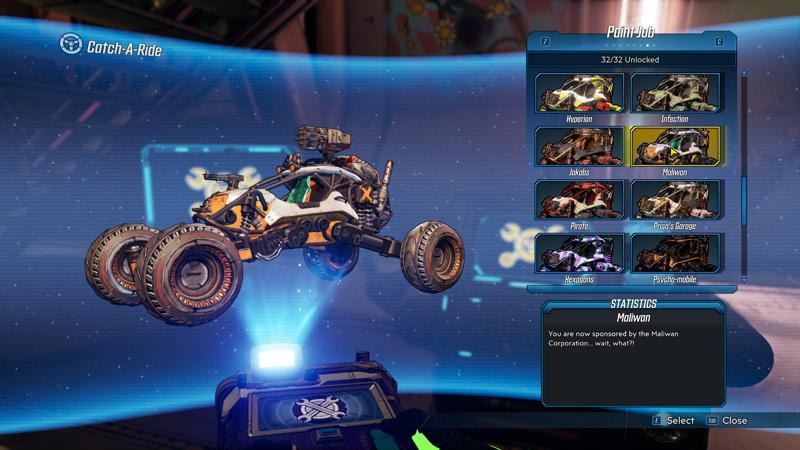 Catch-A-Ride
Paint Job
Z
C
32/32 Unlocked
Hyperion
Infection
Jakobs
Maliwan
Pirate
Prisa's Garage
Hexagons
Psycho-mobile
STATISTICS
Maliwan
You are now sponsored by the Maliwan
Corporation... wait, what?!
E Select
Tab Close